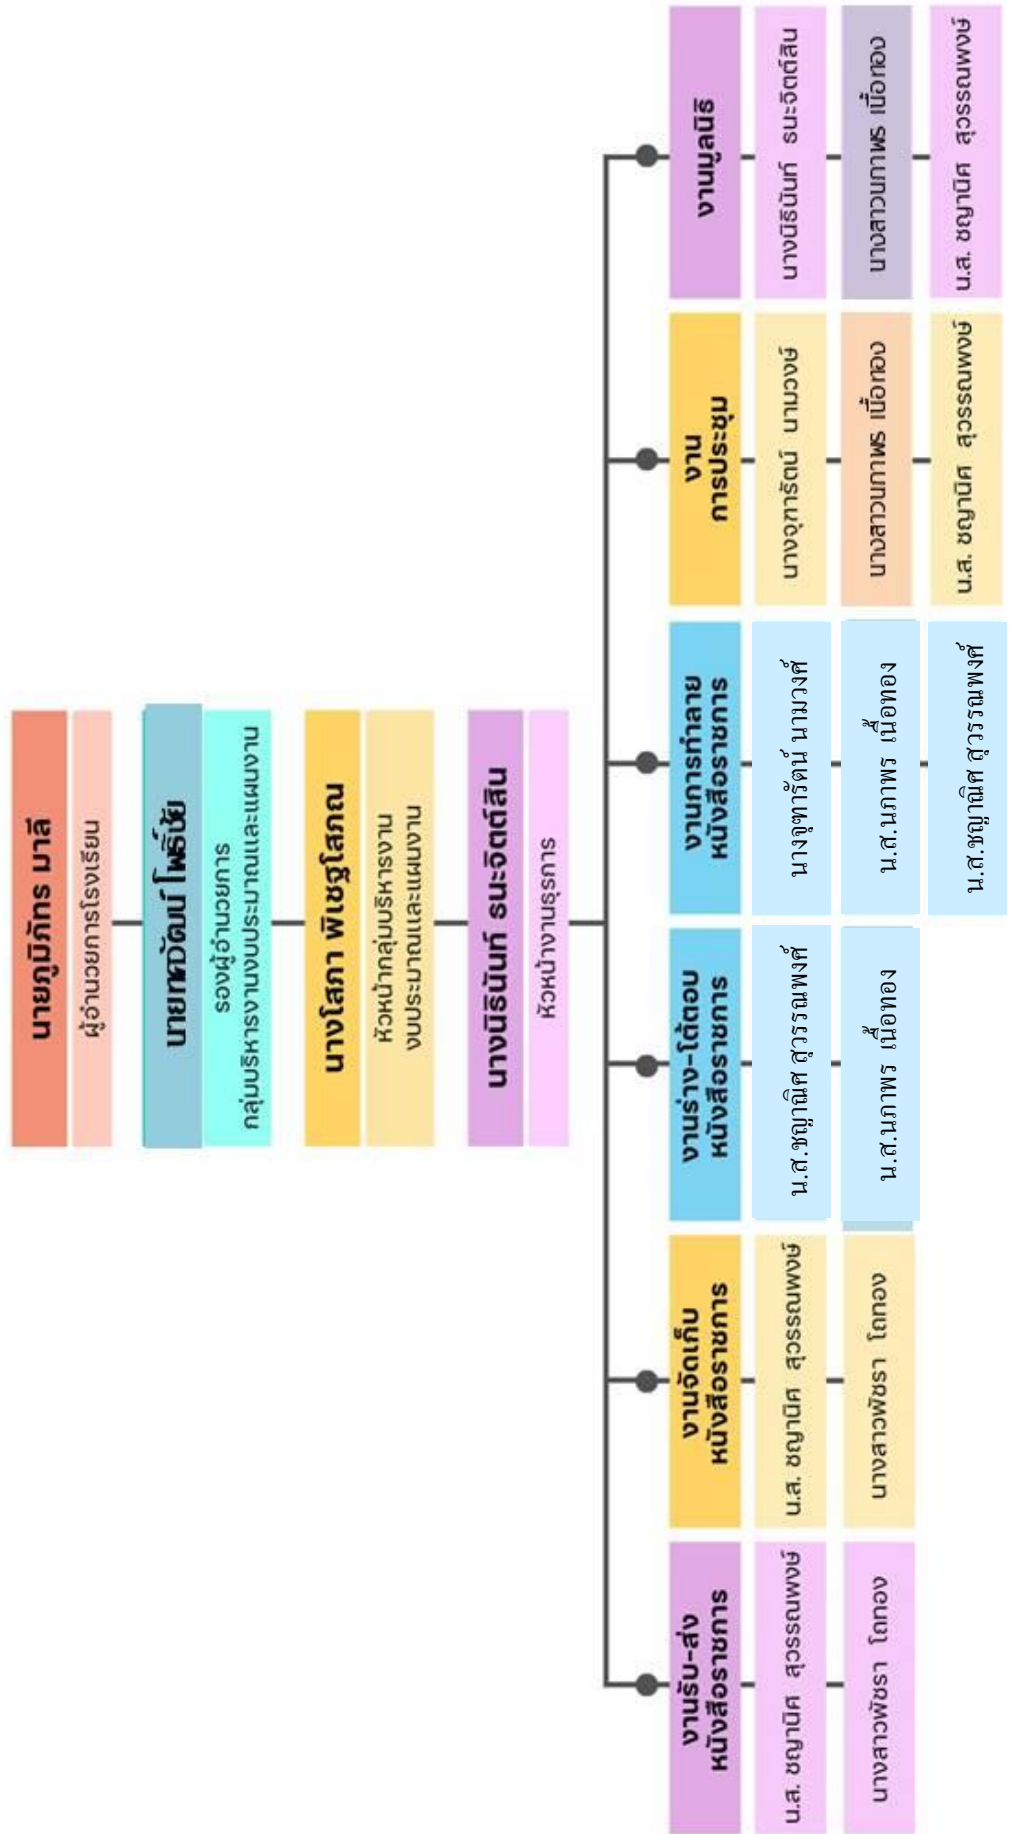 นายภูมิภัทร มาลี
ผู้อำนวยการโรงเรียน
รองผู้อำนวยการ
กลุ่มบริหารงานงบประมาณและแผนงาน
นางโสภา พิเชฐโสภณ
หัวหน้ากลุ่มบริหารงาน
งบประมาณและแผนงาน
นางนิธินันท์ ธนะจิตต์สิน
หัวหน้างานธุรการ
งานรับ-ส่ง
หนังสือราชการ
น.ส. ชญานิศ สุวรรณพงษ์
นางสาวพัชรา โถทอง
งานจัดเก็บ
หนังสือราชการ
น.ส. ชญานิศ สุวรรณพงษ์
นางสาวพัชรา โถทอง
งานร่าง-โต้ตอบ
หนังสือราชการ
น.ส.ชญาณิศ สุวรรณพงศ์
น.ส.นภาพร เนื้อทอง
งานการทำลาย
หนังสือราชการ
นางจุฑารัตน์ นามวงศ์
น.ส.นภาพร เนื้อทอง
น.ส.ชญาณิศ สุวรรณพงศ์
งาน
การประชุม
นางจุฑารัตน์ นามวงษ์
นางสาวนภาพร เนื้อทอง
น.ส. ชญานิศ สุวรรณพงษ์
งานมูลนิธิ
นางนิธินันท์ ธนะจิตต์สิน
นางสาวนภาพร เนื้อทอง
น.ส. ชญานิศ สุวรรณพงษ์